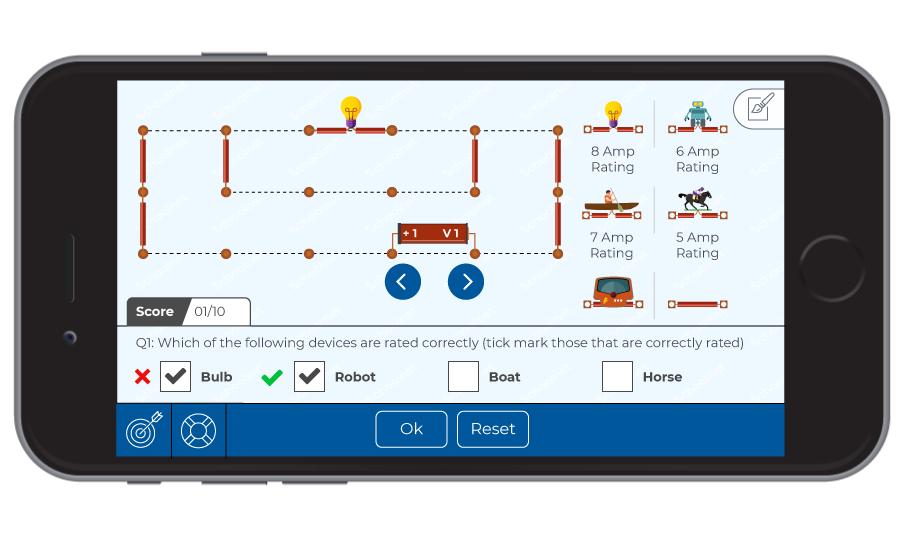 8 Amp
Rating
6 Amp
Rating
+ 1 V 1
7 Amp
Rating
5 Amp
Rating
Score 01/10
Q1: Which of the following devices are rated correctly (tick mark those that are correctly rated)
Bulb Robot Boat Horse
Ok Reset